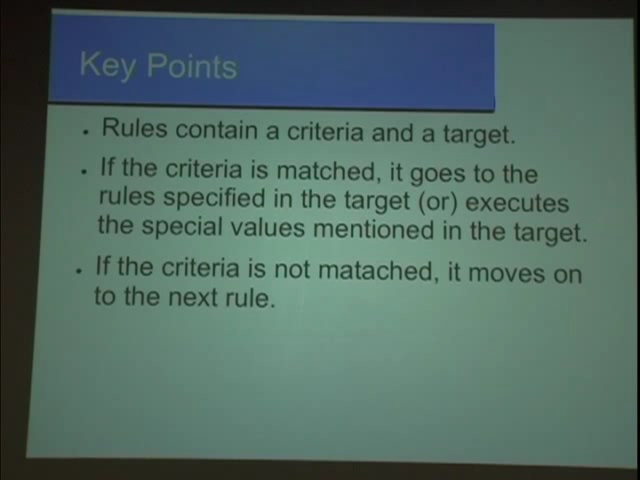 Key Points
• Rules contain a criteria and a target.
• If the criteria is matched, it goes to the
rules specified in the target (or) executes
the special values mentioned in the target.
• If the criteria is not matached, it moves on
to the next rule.